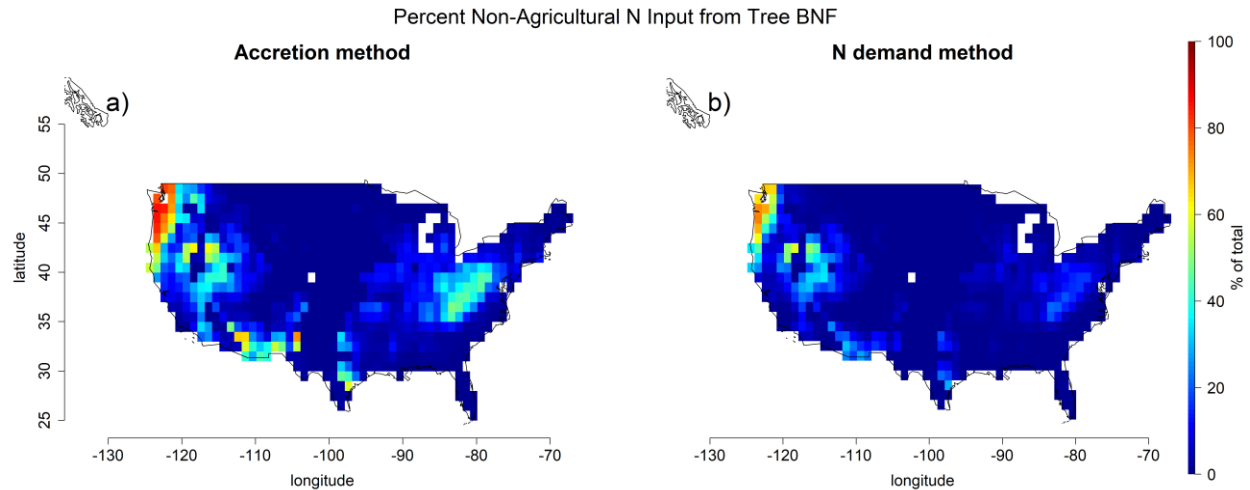 Percent Non-Agricultural N Input from Tree BNF
Accretion method
N demand method
a)
b)
55
50
45
40
35
30
25
latitude
-130 -120 -110 -100 -90 -80 -70
longitude
-130 -120 -110 -100 -90 -80 -70
longitude
100
80
60
40
20
0
% of total